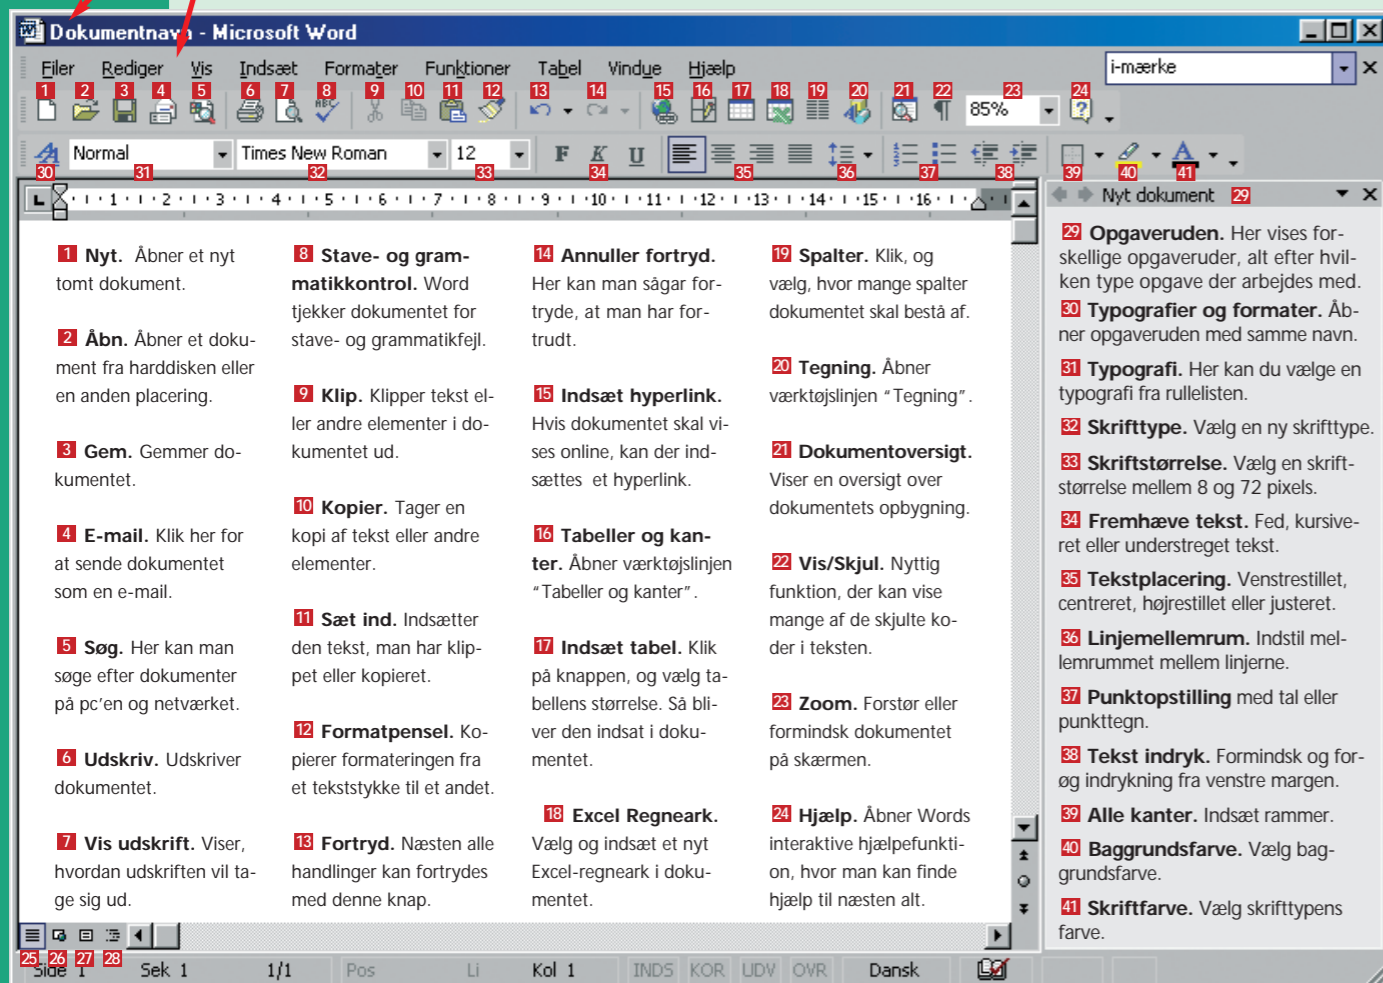 Dokumentnavn - Microsoft Word
Filer Rediger Vis Indsæt Formater Funktioner Tabel Vindue Hjælp i-mærke
1 2 3 4 5 6 7 8 9 10 11 12 13 14 15 16 17 18 19 20 21 22 23 24
ABC 85%
Normal Times New Roman 12 F K U
30 31 32 33 34 35 36 37 38 39 40 41
L 1 2 3 4 5 6 7 8 9 10 11 12 13 14 15 16
Nyt dokument 29
1 Nyt. Åbner et nyt
tomt dokument.
2 Åbn. Åbner et doku-
ment fra harddisken eller
en anden placering.
3 Gem. Gemmer do-
kumentet.
4 E-mail. Klik her for
at sende dokumentet
som en e-mail.
5 Søg. Her kan man
søge efter dokumenter
på pc'en og netværket.
6 Udskriv. Udskriver
dokumentet.
7 Vis udskrift. Viser,
hvordan udskriften vil ta-
ge sig ud.
8 Stave- og gram-
matikkontrol. Word
tjekker dokumentet for
stave- og grammatikfejl.
9 Klip. Klipper tekst el-
ler andre elementer i do-
kumentet ud.
10 Kopier. Tager en
kopi af tekst eller andre
elementer.
11 Sæt ind. Indsætter
den tekst, man har klip-
pet eller kopieret.
12 Formatpensel. Ko-
pierer formateringen fra
et tekststykke til et andet.
13 Fortryd. Næsten alle
handlinger kan fortrydes
med denne knap.
14 Annuller fortryd.
Her kan man sågar for-
tryde, at man har for-
trudt.
15 Indsæt hyperlink.
Hvis dokumentet skal vi-
ses online, kan der ind-
sættes et hyperlink.
16 Tabeller og kan-
ter. Åbner værktøjslinjen
"Tabeller og kanter".
17 Indsæt tabel. Klik
på knappen, og vælg ta-
bellens størrelse. Så bli-
ver den indsat i doku-
mentet.
18 Excel Regneark.
Vælg og indsæt et nyt
Excel-regneark i doku-
mentet.
19 Spalter. Klik, og
vælg, hvor mange spalter
dokumentet skal bestå af.
20 Tegning. Åbner
værktøjslinjen "Tegning".
21 Dokumentoversigt.
Viser en oversigt over
dokumentets opbygning.
22 Vis/Skjul. Nyttig
funktion, der kan vise
mange af de skjulte ko-
der i teksten.
23 Zoom. Forstør eller
formindsk dokumentet
på skærmen.
24 Hjælp. Åbner Words
interaktive hjælpefunkti-
on, hvor man kan finde
hjælp til næsten alt.
29 Opgaveruden. Her vises for-
skellige opgaveruder, alt efter hvil-
ken type opgave der arbejdes med.
30 Typografier og formater. Åb-
ner opgaveruden med samme navn.
31 Typografi. Her kan du vælge en
typografi fra rullelisten.
32 Skrifttype. Vælg en ny skrifttype.
33 Skriftstørrelse. Vælg en skrift-
størrelse mellem 8 og 72 pixels.
34 Fremhæve tekst. Fed, kursive-
ret eller understreget tekst.
35 Tekstplacering. Venstrestillet,
centreret, højrestillet eller justeret.
36 Linjemellemrum. Indstil mel-
lemrummet mellem linjerne.
37 Punktopstilling med tal eller
punkttegn.
38 Tekst indryk. Formindsk og for-
øg indrykning fra venstre margen.
39 Alle kanter. Indsæt rammer.
40 Baggrundsfarve. Vælg bag-
grundsfarve.
41 Skriftfarve. Vælg skrifttypens
farve.
25 26 27 28
Side 1 Sek 1 1/1 Pos Li Kol 1 INDS KOR UDV OVR Dansk